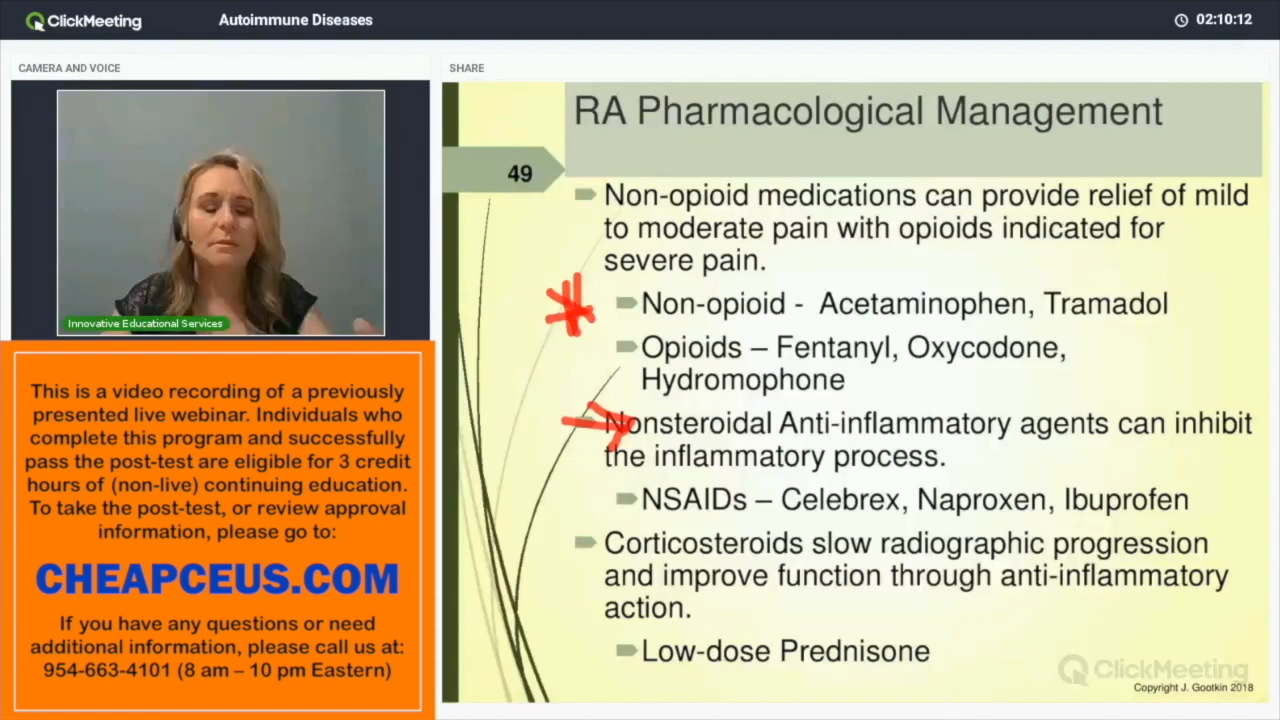 ClickMeeting
Autoimmune Diseases
02:10:12
CAMERA AND VOICE
SHARE
Innovative Educational Services
This is a video recording of a previously
presented live webinar. Individuals who
complete this program and successfully
pass the post-test are eligible for 3 credit
hours of (non-live) continuing education.
To take the post-test, or review approval
information, please go to:
CHEAPCEUS.COM
If you have any questions or need
additional information, please call us at:
954-663-4101 (8 am – 10 pm Eastern)
RA Pharmacological Management
49
Non-opioid medications can provide relief of mild
to moderate pain with opioids indicated for
severe pain.
Non-opioid - Acetaminophen, Tramadol
Opioids – Fentanyl, Oxycodone,
Hydromophone
Nonsteroidal Anti-inflammatory agents can inhibit
the inflammatory process.
NSAIDs – Celebrex, Naproxen, Ibuprofen
Corticosteroids slow radiographic progression
and improve function through anti-inflammatory
action.
Low-dose Prednisone
ClickMeeting
Copyright J. Gootkin 2018